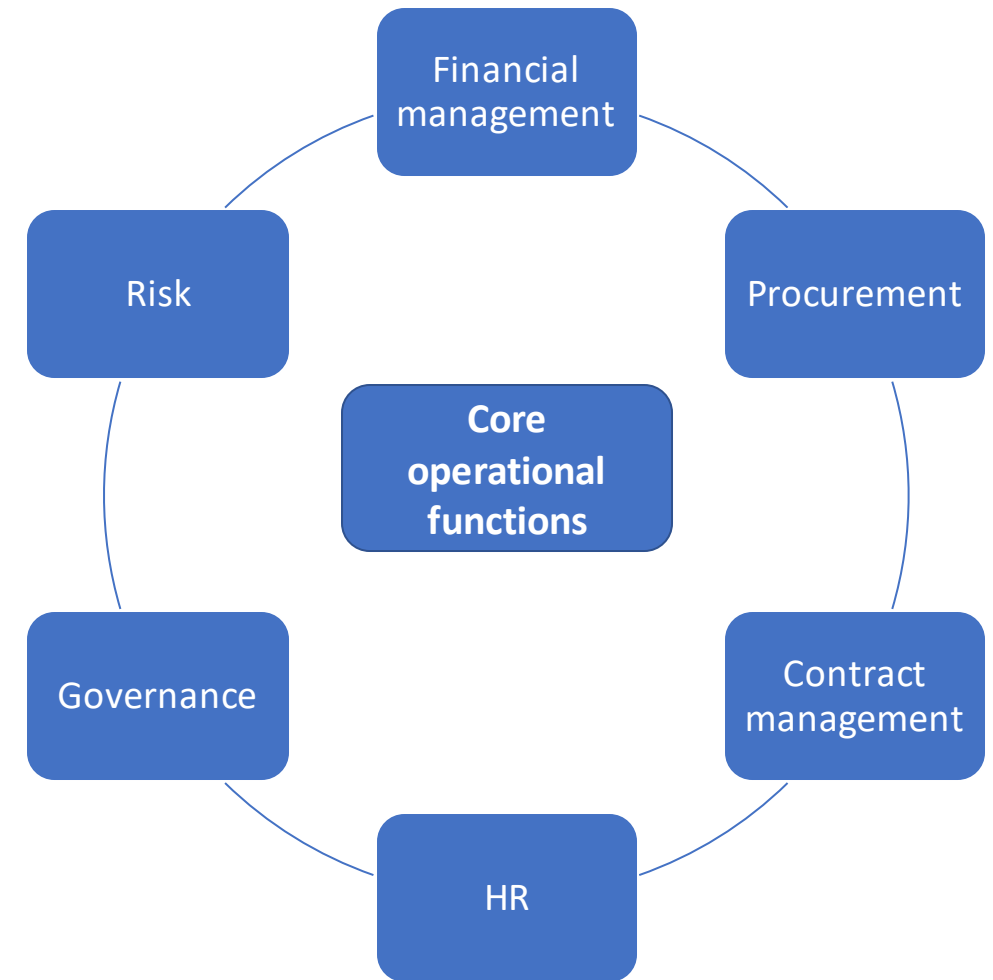 Financial
management
Risk
Procurement
Core
operational
functions
Governance
Contract
management
HR